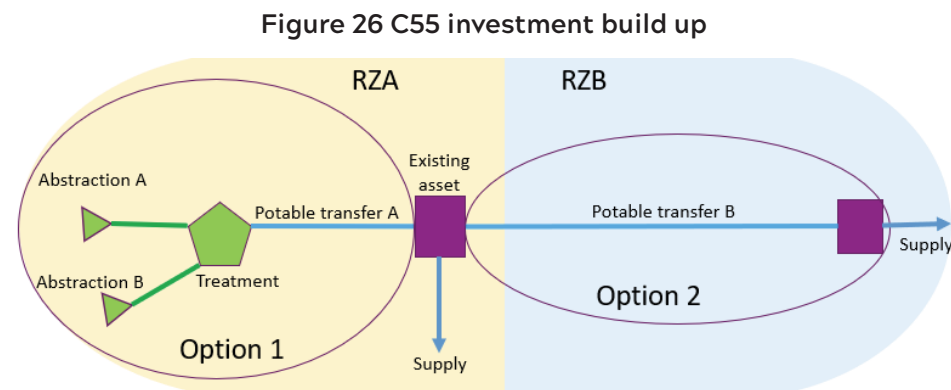 Figure 26 C55 investment build up
RZA
RZB
Existing
asset
Abstraction A
Potable transfer A
Potable transfer B
Supply
Abstraction B
Treatment
Option 1
Option 2
Supply